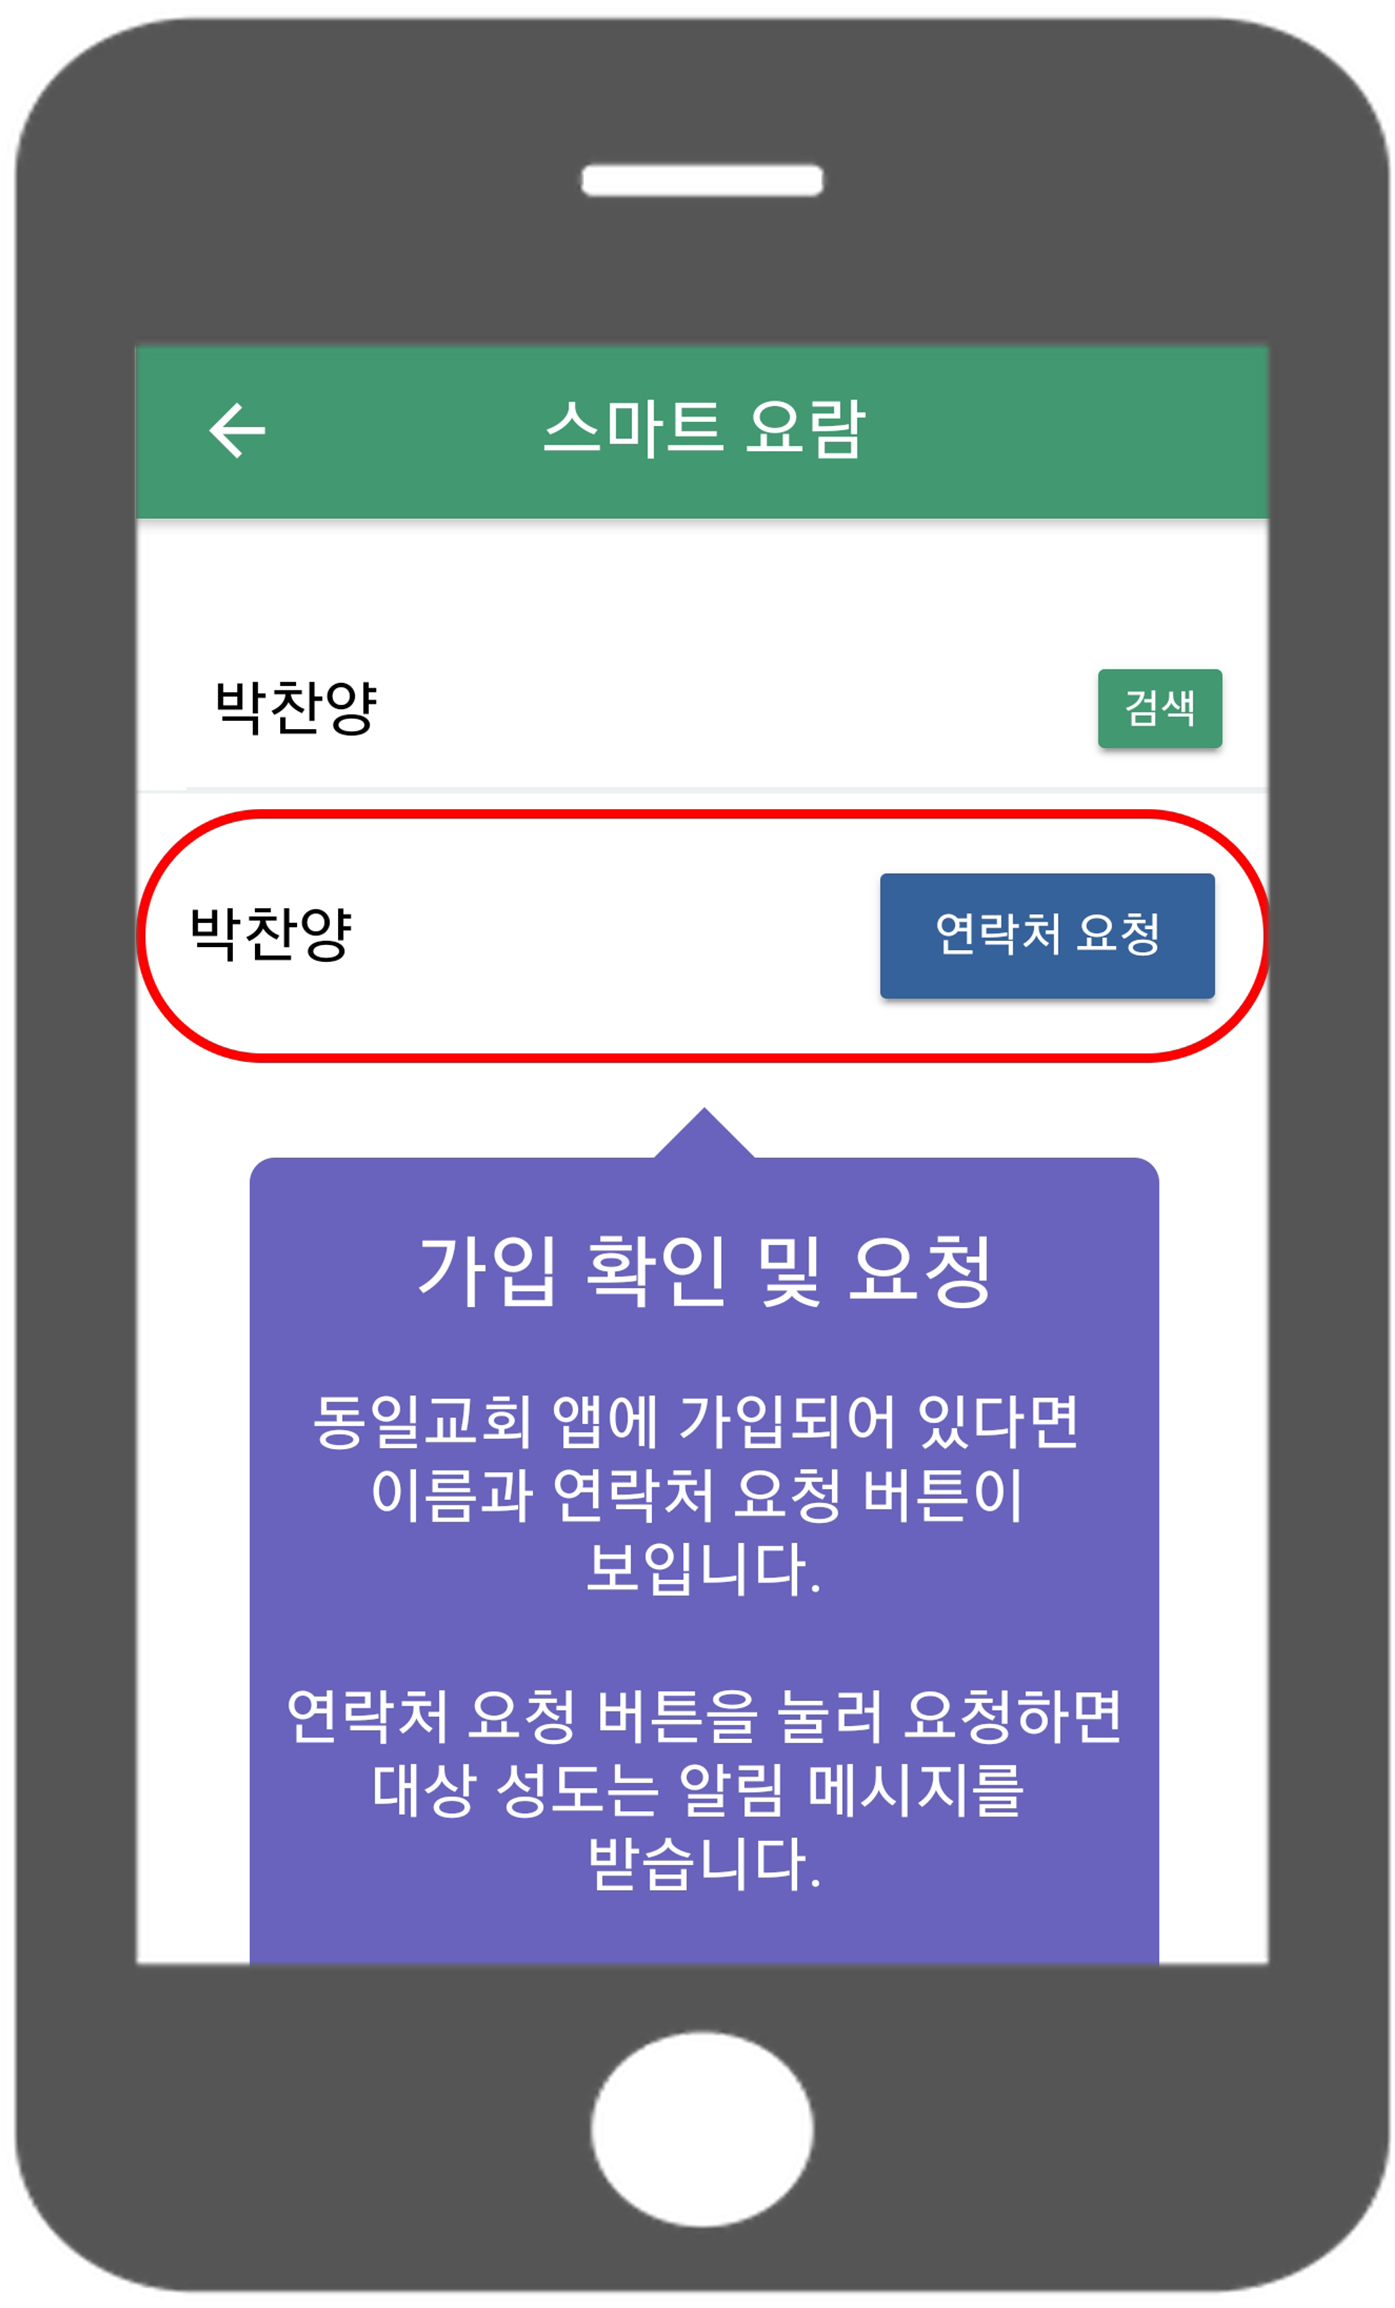 스마트 요람
박찬양 검색
박찬양 연락처 요청
가입 확인 및 요청
동일교회 앱에 가입되어 있다면
이름과 연락처 요청 버튼이
보입니다.
연락처 요청 버튼을 눌러 요청하면
대상 성도는 알림 메시지를
받습니다.